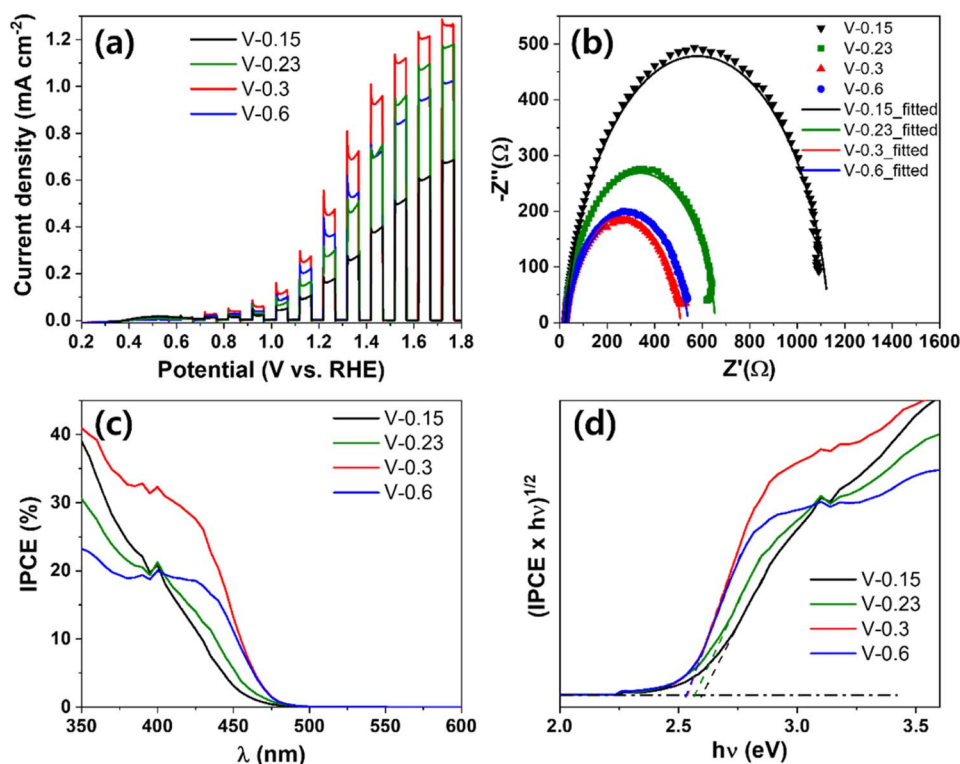 (a)
V-0.15
V-0.23
V-0.3
V-0.6
Current density (mA cm-2)
1.2
1.0
0.8
0.6
0.4
0.2
0.0
0.2 0.4 0.6 0.8 1.0 1.2 1.4 1.6 1.8
Potential (V vs. RHE)
(b)
V-0.15
V-0.23
V-0.3
V-0.6
V-0.15_fitted
V-0.23_fitted
V-0.3_fitted
V-0.6_fitted
-Z''(Ω)
500
400
300
200
100
0
0 200 400 600 800 1000 1200 1400 1600
Z'(Ω)
(c)
V-0.15
V-0.23
V-0.3
V-0.6
IPCE (%)
40
30
20
10
0
350 400 450 500 550 600
λ (nm)
(d)
(IPCE x hν)1/2
V-0.15
V-0.23
V-0.3
V-0.6
2.0 2.5 3.0 3.5
hν (eV)